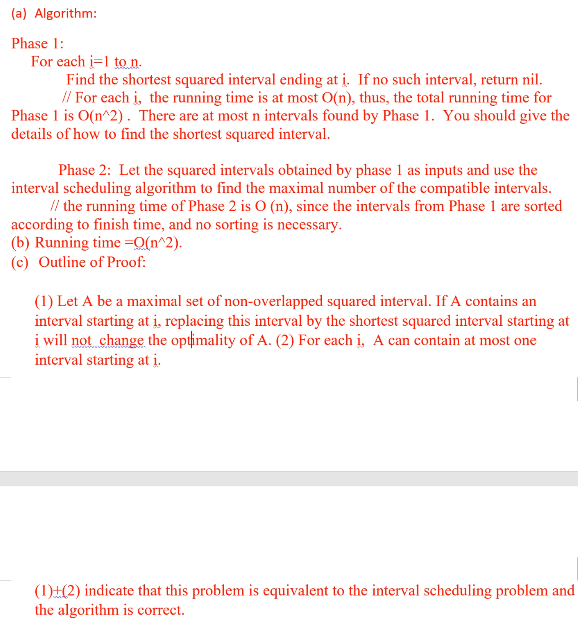 (a) Algorithm:
Phase 1:
For each i=1 to n.
Find the shortest squared interval ending at i. If no such interval, return nil.
// For each i, the running time is at most O(n), thus, the total running time for
Phase 1 is O(n^2) . There are at most n intervals found by Phase 1. You should give the
details of how to find the shortest squared interval.
Phase 2: Let the squared intervals obtained by phase 1 as inputs and use the
interval scheduling algorithm to find the maximal number of the compatible intervals.
// the running time of Phase 2 is O (n), since the intervals from Phase 1 are sorted
according to finish time, and no sorting is necessary.
(b) Running time =O(n^2).
(c) Outline of Proof:
(1) Let A be a maximal set of non-overlapped squared interval. If A contains an
interval starting at i, replacing this interval by the shortest squared interval starting at
i will not change the optimality of A. (2) For each i, A can contain at most one
interval starting at i.
(1)+(2) indicate that this problem is equivalent to the interval scheduling problem and
the algorithm is correct.